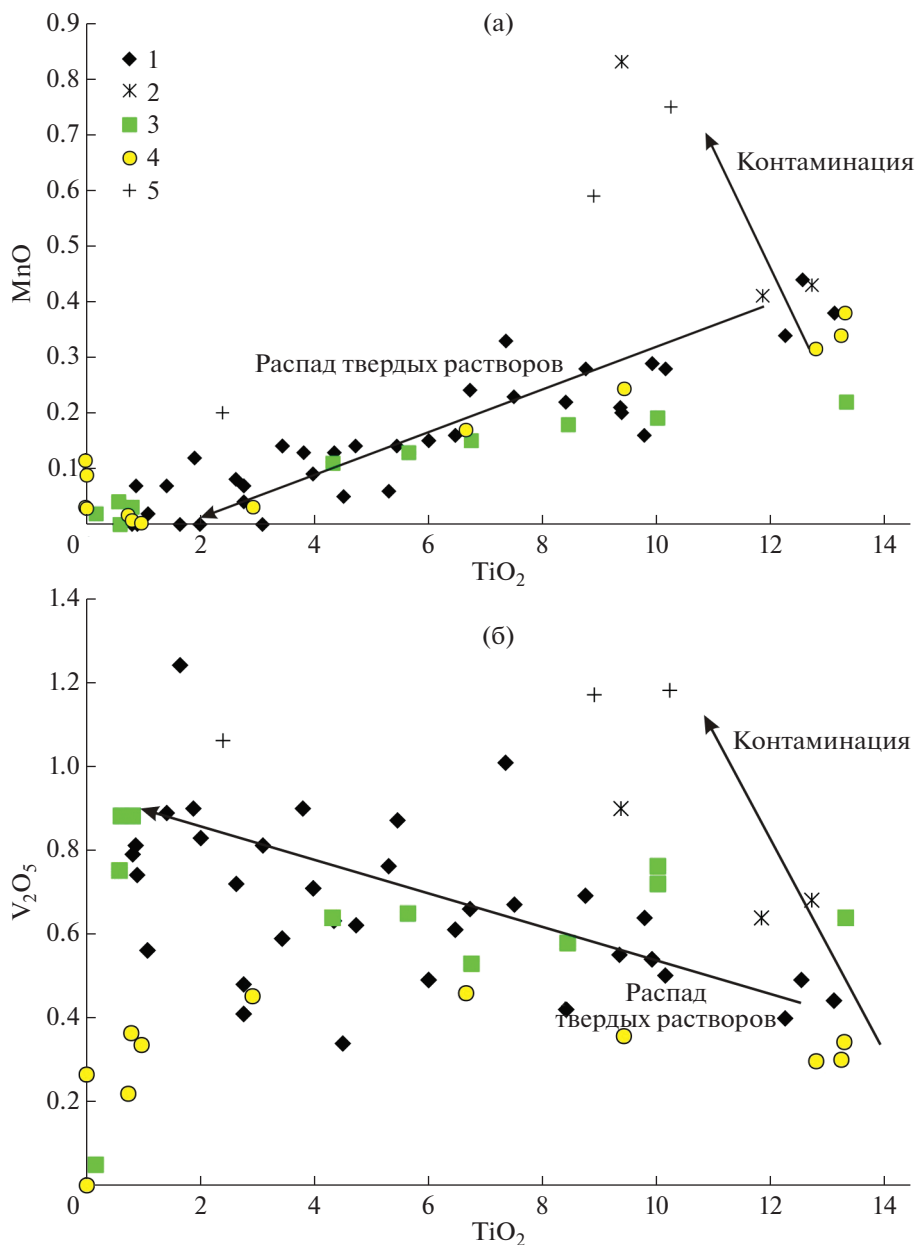 (а)
0.9
0.8
0.7
0.6
0.5
0.4
0.3
0.2
0.1
MnO
1
2
3
4
5
Контаминация
Распад твердых растворов
0 2 4 6 8 10 12 14
TiO₂
(б)
1.4
1.2
1.0
0.8
0.6
0.4
0.2
V₂O₅
Контаминация
Распад
твердых растворов
0 2 4 6 8 10 12 14
TiO₂